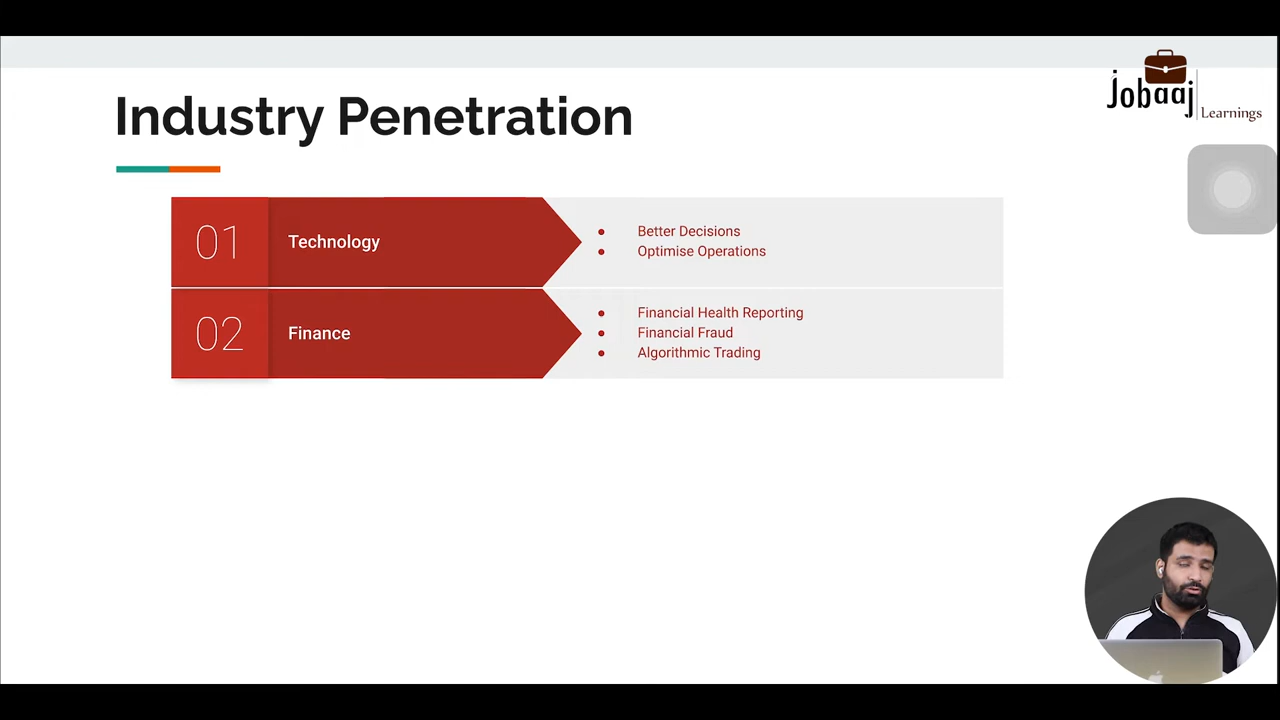 Industry Penetration
jobaaj
Learnings
01
Technology
Better Decisions
Optimise Operations
02
Finance
Financial Health Reporting
Financial Fraud
Algorithmic Trading